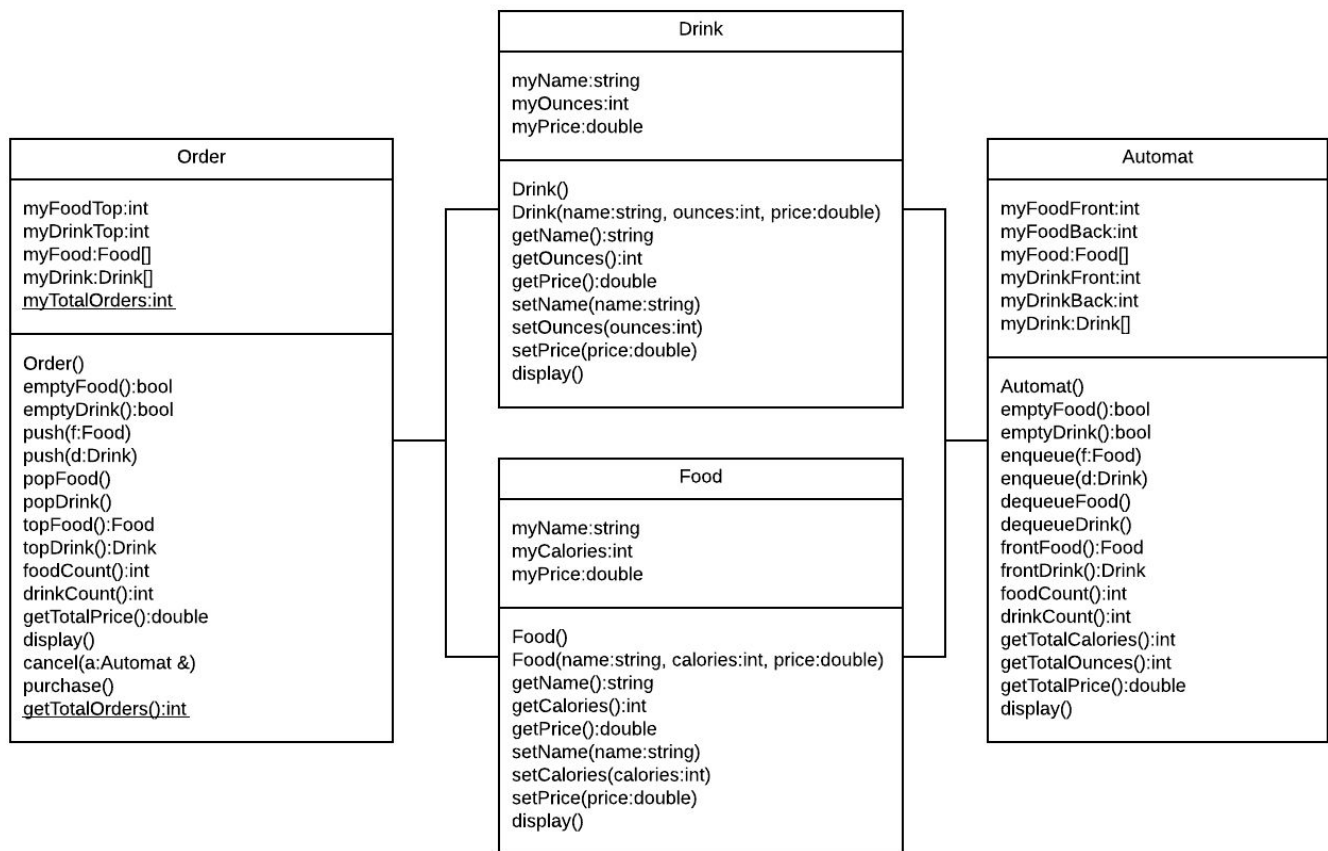 Order
myFoodTop:int
myDrinkTop:int
myFood:Food[]
myDrink:Drink[]
myTotalOrders:int
Order()
emptyFood():bool
emptyDrink():bool
push(f:Food)
push(d:Drink)
popFood()
popDrink()
topFood():Food
topDrink():Drink
foodCount():int
drinkCount():int
getTotalPrice():double
display()
cancel(a:Automat &)
purchase()
getTotalOrders():int
Drink
myName:string
myOunces:int
myPrice:double
Drink()
Drink(name:string, ounces:int, price:double)
getName():string
getOunces():int
getPrice():double
setName(name:string)
setOunces(ounces:int)
setPrice(price:double)
display()
Food
myName:string
myCalories:int
myPrice:double
Food()
Food(name:string, calories:int, price:double)
getName():string
getCalories():int
getPrice():double
setName(name:string)
setCalories(calories:int)
setPrice(price:double)
display()
Automat
myFoodFront:int
myFoodBack:int
myFood:Food[]
myDrinkFront:int
myDrinkBack:int
myDrink:Drink[]
Automat()
emptyFood():bool
emptyDrink():bool
enqueue(f:Food)
enqueue(d:Drink)
dequeueFood()
dequeueDrink()
frontFood():Food
frontDrink():Drink
foodCount():int
drinkCount():int
getTotalCalories():int
getTotalOunces():int
getTotalPrice():double
display()